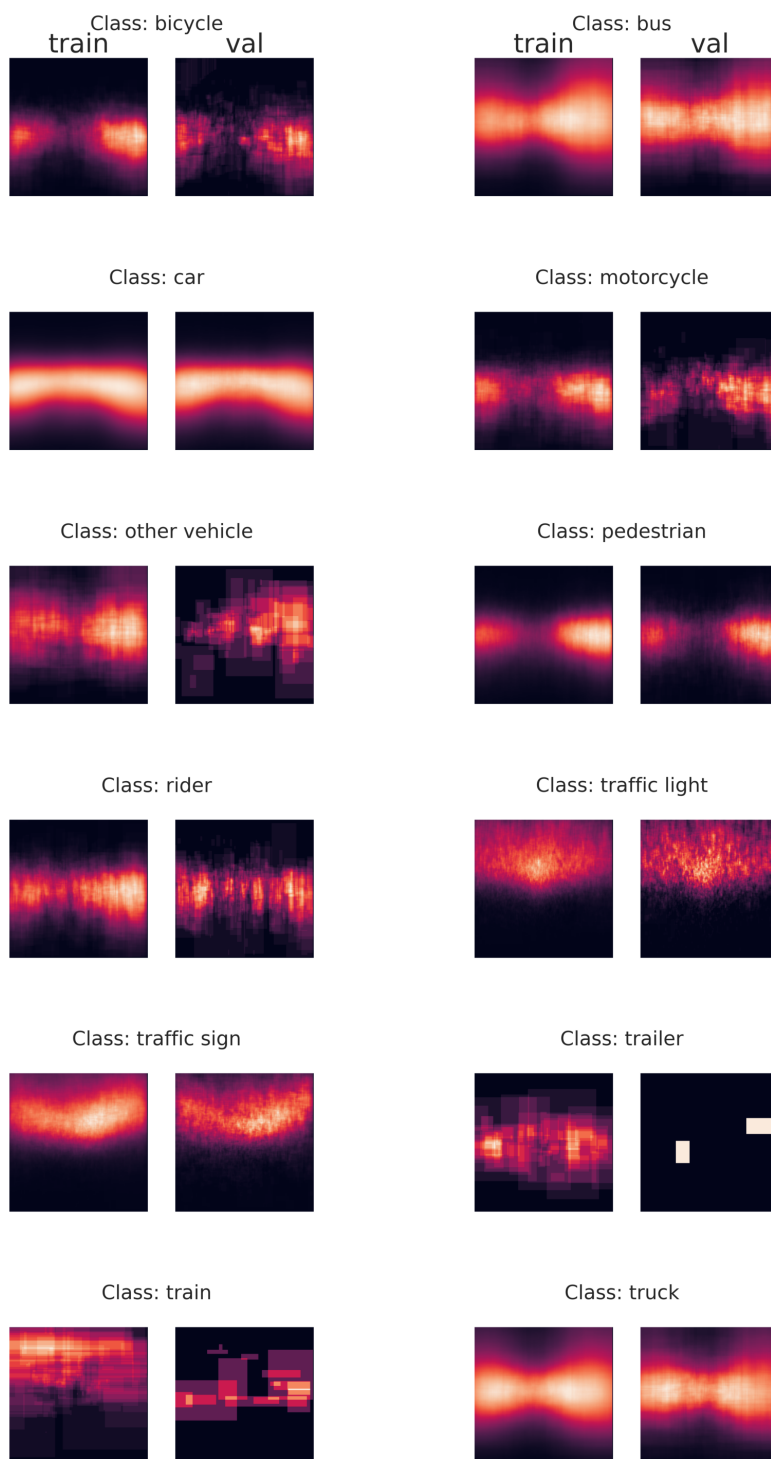 Class: bicycle
train val
Class: bus
train val
Class: car
Class: motorcycle
Class: other vehicle
Class: pedestrian
Class: rider
Class: traffic light
Class: traffic sign
Class: trailer
Class: train
Class: truck